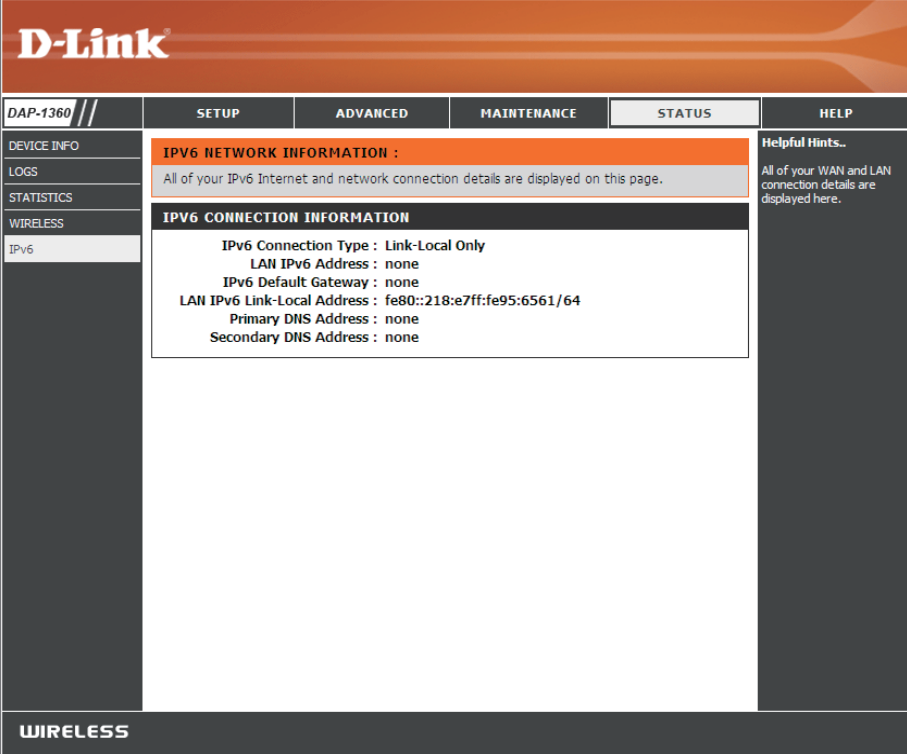 D-Link
DAP-1360
SETUP
ADVANCED
MAINTENANCE
STATUS
HELP
DEVICE INFO
LOGS
STATISTICS
WIRELESS
IPv6
IPV6 NETWORK INFORMATION :
All of your IPv6 Internet and network connection details are displayed on this page.
IPV6 CONNECTION INFORMATION
IPv6 Connection Type : Link-Local Only
LAN IPv6 Address : none
IPv6 Default Gateway : none
LAN IPv6 Link-Local Address : fe80::218:e7ff:fe95:6561/64
Primary DNS Address : none
Secondary DNS Address : none
Helpful Hints..
All of your WAN and LAN
connection details are
displayed here.
WIRELESS